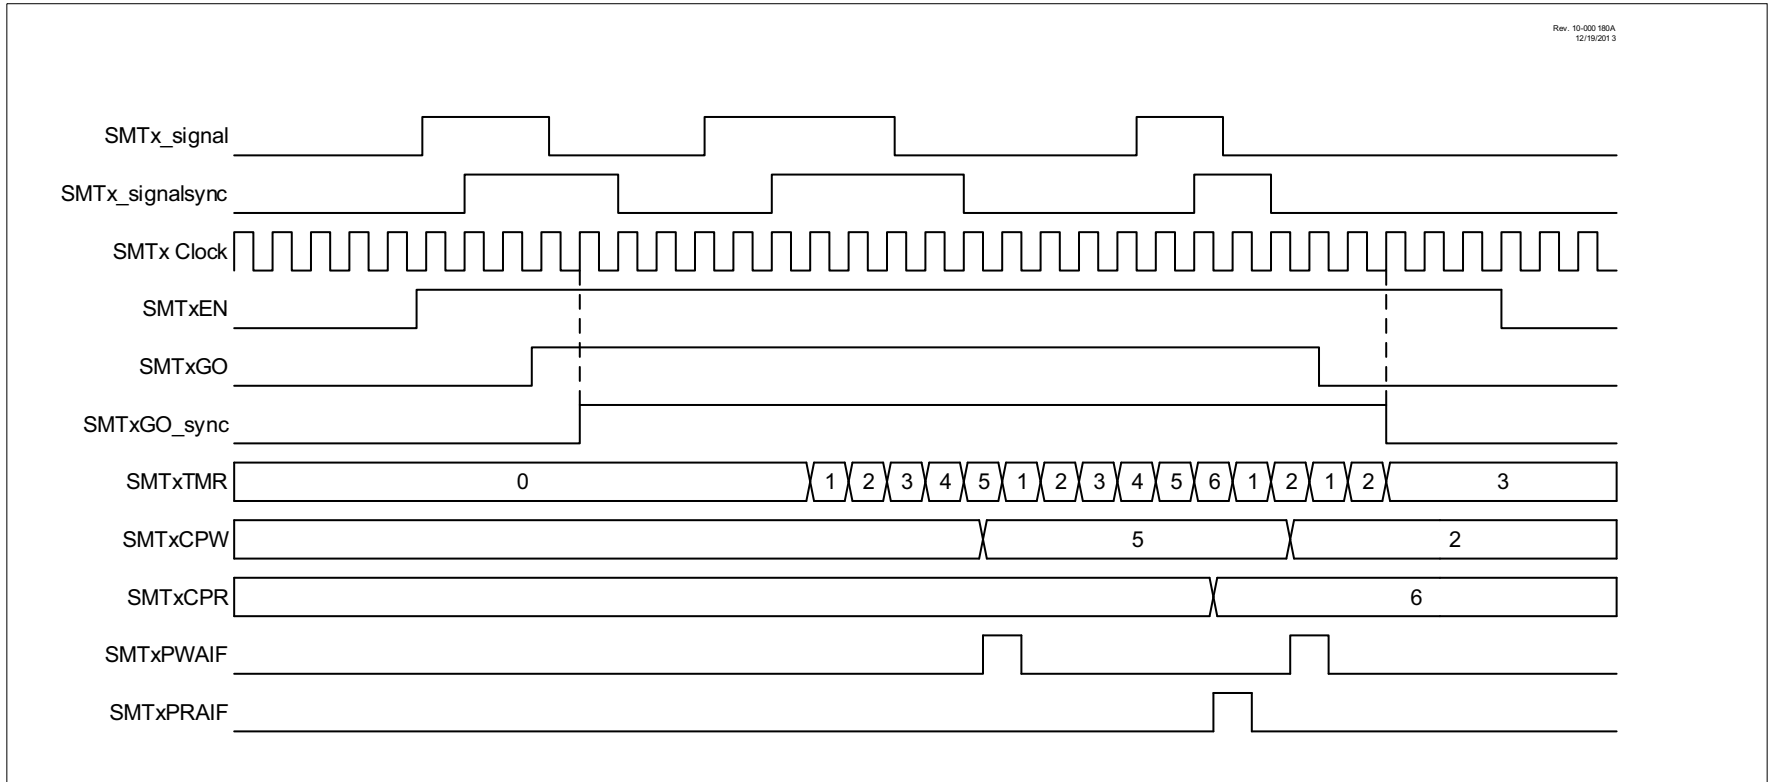 Rev. 10-000 180A
12/19/201 3
SMTx_signal
SMTx_signalsync
SMTx Clock
SMTxEN
SMTxGO
SMTxGO_sync
SMTxTMR 0 1 2 3 4 5 1 2 3 4 5 6 1 2 1 2 3
SMTxCPW 5 2
SMTxCPR 6
SMTxPWAIF
SMTxPRAIF